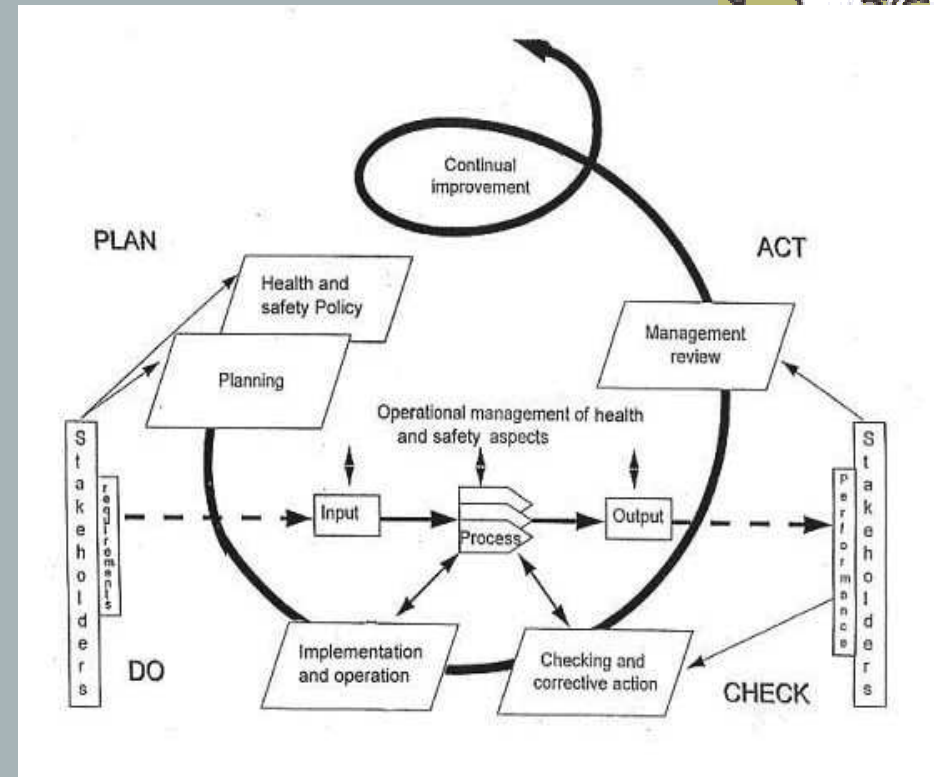 Continual
improvement
PLAN
ACT
Health and
safety Policy
Management
review
Planning
Operational management of health
and safety aspects
Stakeholders
requirements
Input
Process
Output
performance
Stakeholders
Implementation
and operation
Checking and
corrective action
DO
CHECK